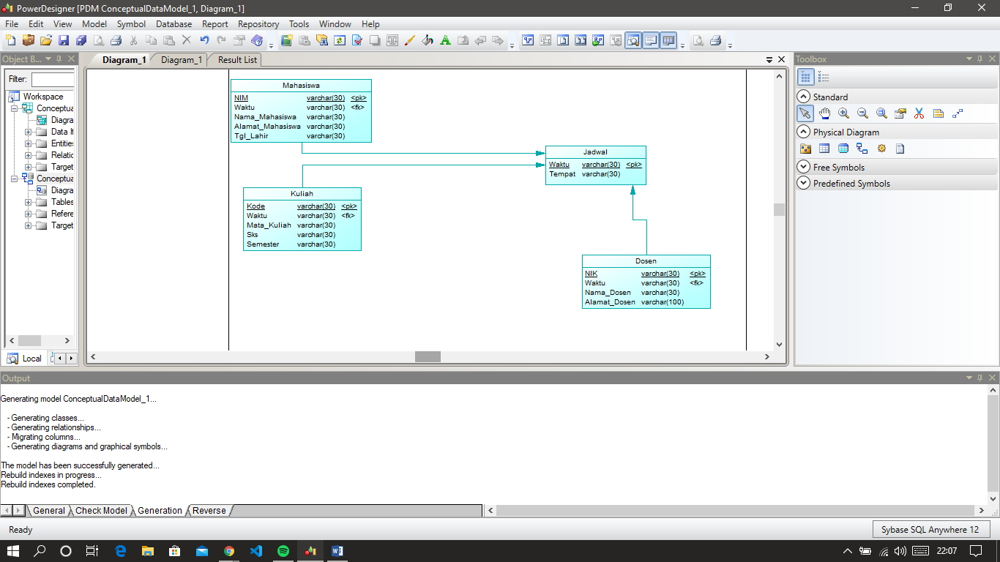 PowerDesigner [PDM ConceptualDataModel_1, Diagram_1]
File Edit View Model Symbol Database Report Repository Tools Window Help
Object B...
Filter:
Workspace
Conceptua
Diagra
Data It
Entities
Relatic
Target
Conceptua
Diagra
Tables
Refere
Target
Local
Diagram_1 Diagram_1 Result List
Mahasiswa
NIM varchar(30) <pk>
Waktu varchar(30) <fk>
Nama_Mahasiswa varchar(30)
Alamat_Mahasiswa varchar(30)
Tgl_Lahir varchar(30)
Jadwal
Waktu varchar(30) <pk>
Tempat varchar(30)
Kuliah
Kode varchar(30) <pk>
Waktu varchar(30) <fk>
Mata_Kuliah varchar(30)
Sks varchar(30)
Semester varchar(30)
Dosen
NIK varchar(30) <pk>
Waktu varchar(30) <fk>
Nama_Dosen varchar(30)
Alamat_Dosen varchar(100)
Toolbox
Standard
Physical Diagram
Free Symbols
Predefined Symbols
Output
Generating model ConceptualDataModel_1...
- Generating classes...
- Generating relationships...
- Migrating columns...
- Generating diagrams and graphical symbols...
The model has been successfully generated...
Rebuild indexes in progress...
Rebuild indexes completed.
General Check Model Generation Reverse
Ready
Sybase SQL Anywhere 12
22:07